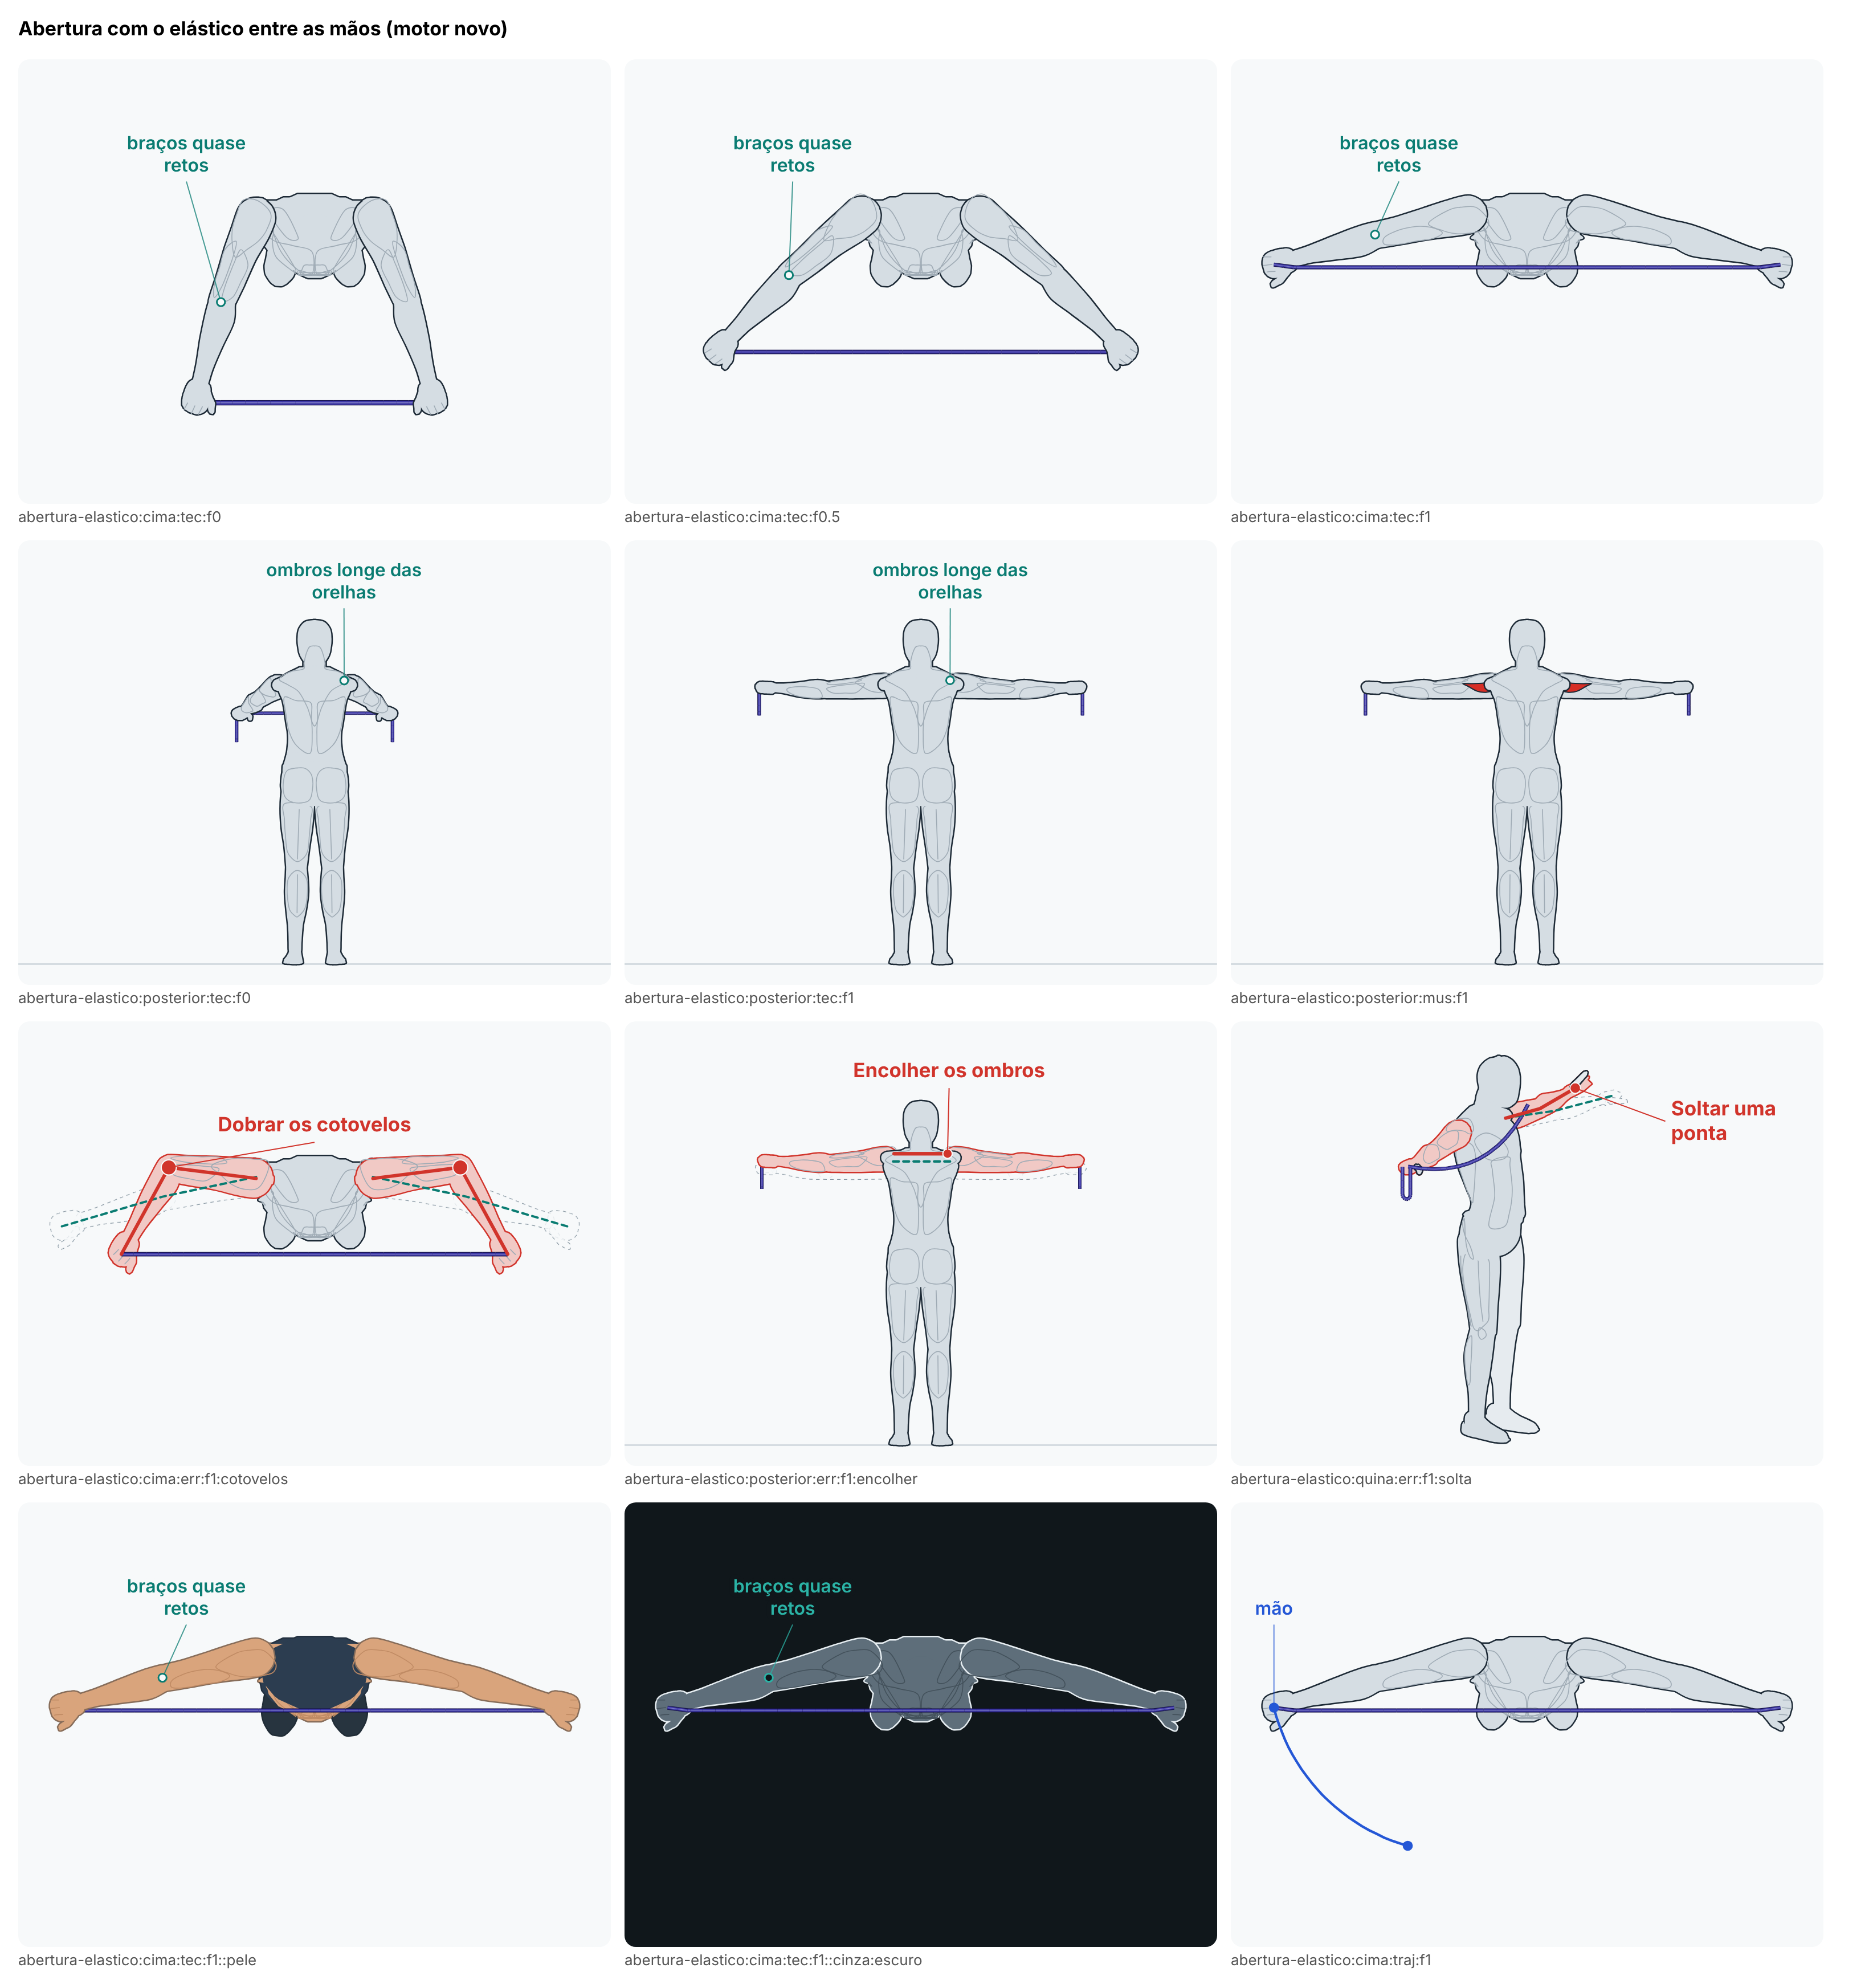 Abertura com o elástico entre as mãos (motor novo)
braços quase
retos
braços quase
retos
braços quase
retos
abertura-elastico:cima:tec:f0
abertura-elastico:cima:tec:f0.5
abertura-elastico:cima:tec:f1
ombros longe das
orelhas
ombros longe das
orelhas
abertura-elastico:posterior:tec:f0
abertura-elastico:posterior:tec:f1
abertura-elastico:posterior:mus:f1
Dobrar os cotovelos
Encolher os ombros
Soltar uma
ponta
abertura-elastico:cima:err:f1:cotovelos
abertura-elastico:posterior:err:f1:encolher
abertura-elastico:quina:err:f1:solta
braços quase
retos
braços quase
retos
mão
abertura-elastico:cima:tec:f1::pele
abertura-elastico:cima:tec:f1::cinza:escuro
abertura-elastico:cima:traj:f1